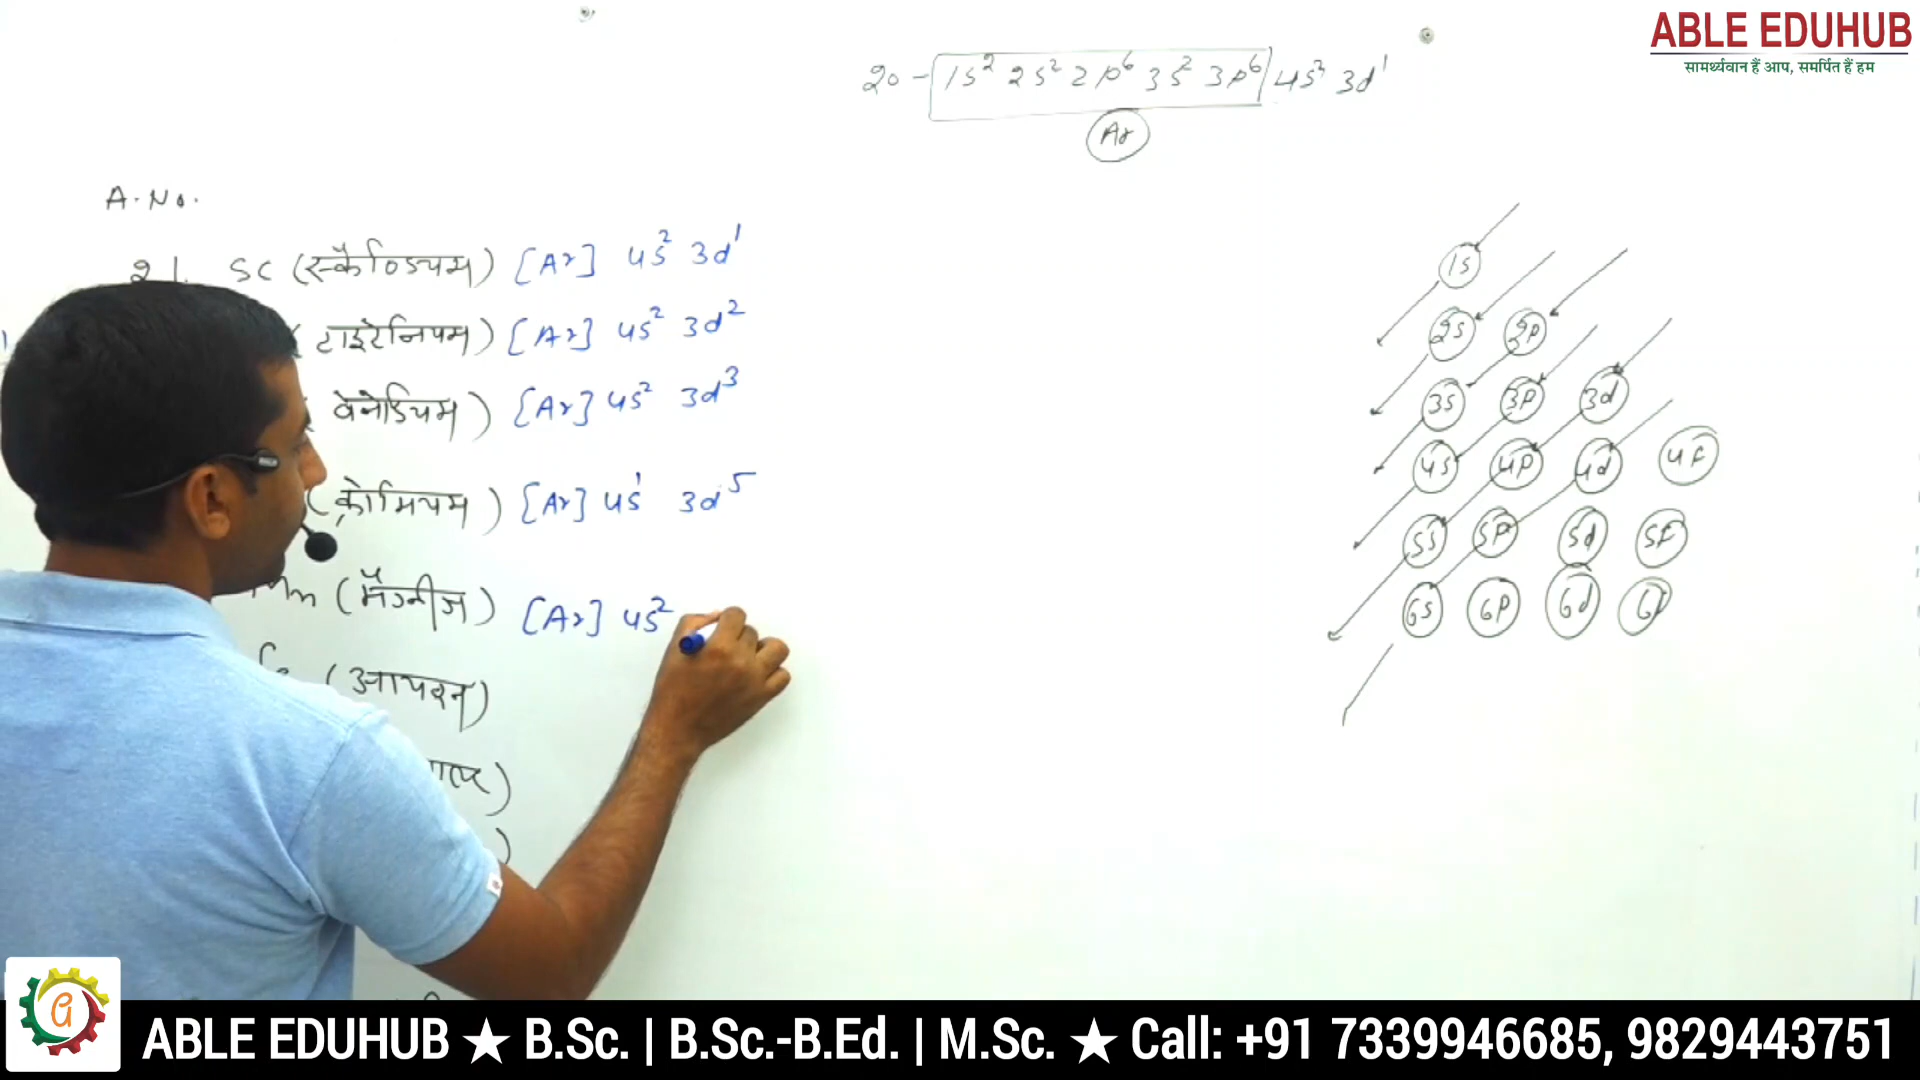 ABLE EDUHUB
सामर्थ्यवान हैं आप, समर्पित हैं हम
20 - 1s² 2s² 2p⁶ 3s² 3p⁶ 4s² 3d¹
Ar
A. No.
21. SC (स्कैण्डियम) [Ar] 4s² 3d¹
(टाइटेनियम) [Ar] 4s² 3d²
वेनेडियम) [Ar] 4s² 3d³
(क्रोमियम) [Ar] 4s¹ 3d⁵
(मैंगनीज) [Ar] 4s²
(आयरन)
1s
2s 2p
3s 3p 3d
4s 4p 4d 4f
5s 5p 5d 5f
6s 6p 6d 6f
ABLE EDUHUB ★ B.Sc. | B.Sc.-B.Ed. | M.Sc. ★ Call: +91 7339946685, 9829443751